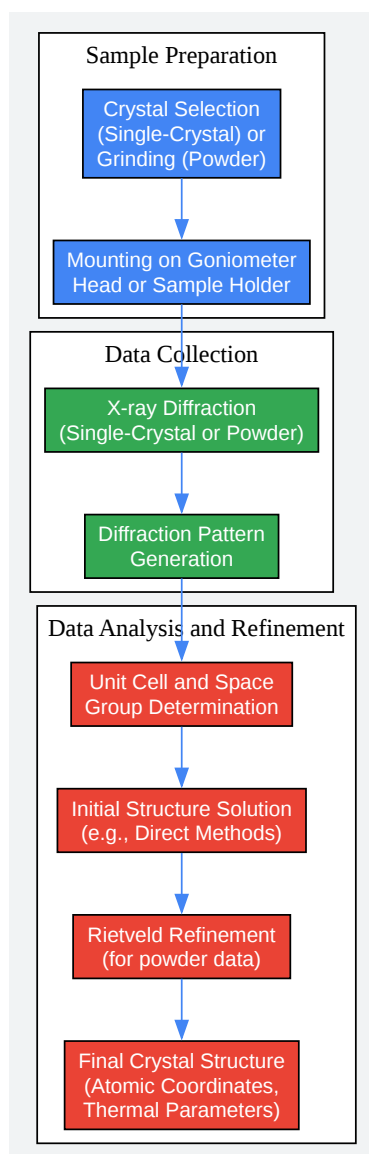 Sample Preparation
Crystal Selection
(Single-Crystal) or
Grinding (Powder)
Mounting on Goniometer
Head or Sample Holder
Data Collection
X-ray Diffraction
(Single-Crystal or Powder)
Diffraction Pattern
Generation
Data Analysis and Refinement
Unit Cell and Space
Group Determination
Initial Structure Solution
(e.g., Direct Methods)
Rietveld Refinement
(for powder data)
Final Crystal Structure
(Atomic Coordinates,
Thermal Parameters)